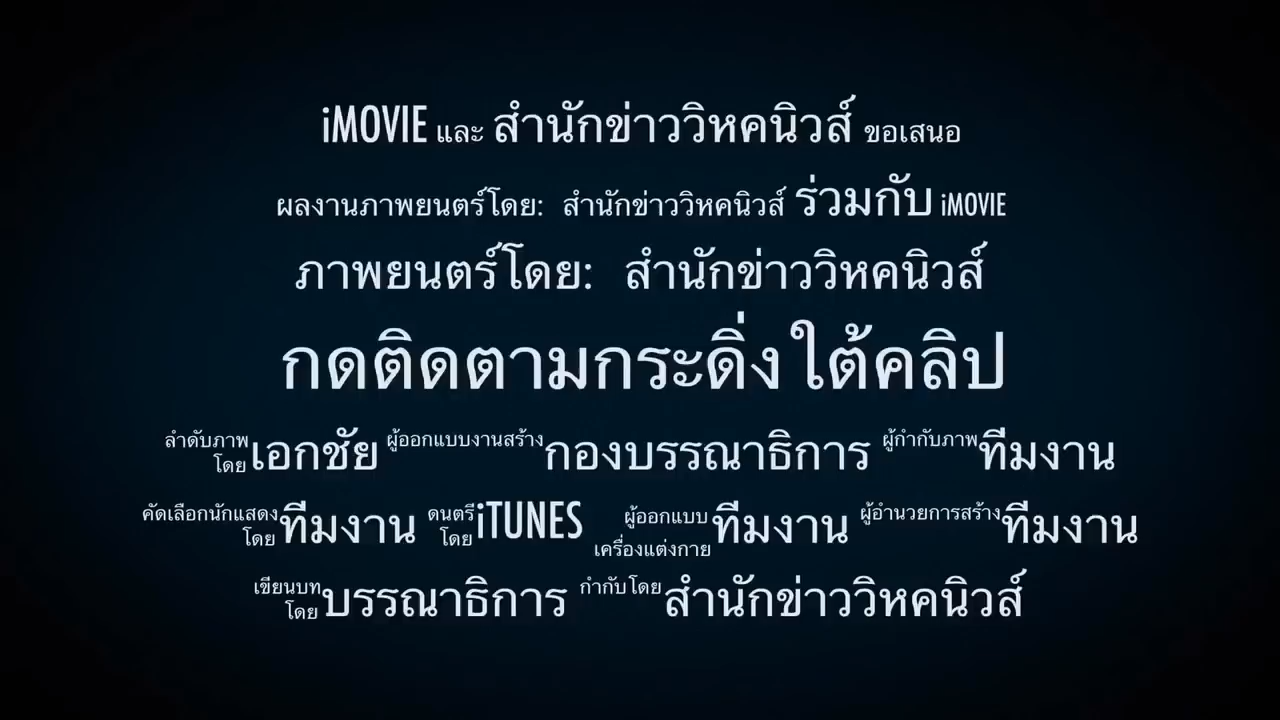 iMOVIE และ สำนักข่าววิหคนิวส์ ขอเสนอ
ผลงานภาพยนตร์โดย: สำนักข่าววิหคนิวส์ ร่วมกับ iMOVIE
ภาพยนตร์โดย: สำนักข่าววิหคนิวส์
กดติดตามกระดิ่ง ใต้คลิป
ลำดับภาพโดย เอกชัย ผู้ออกแบบงานสร้าง กองบรรณาธิการ ผู้กำกับภาพ ทีมงาน
คัดเลือกนักแสดงโดย ทีมงาน ดนตรีโดย iTUNES ผู้ออกแบบเครื่องแต่งกาย ทีมงาน ผู้อำนวยการสร้าง ทีมงาน
เขียนบทโดย บรรณาธิการ กำกับโดย สำนักข่าววิหคนิวส์